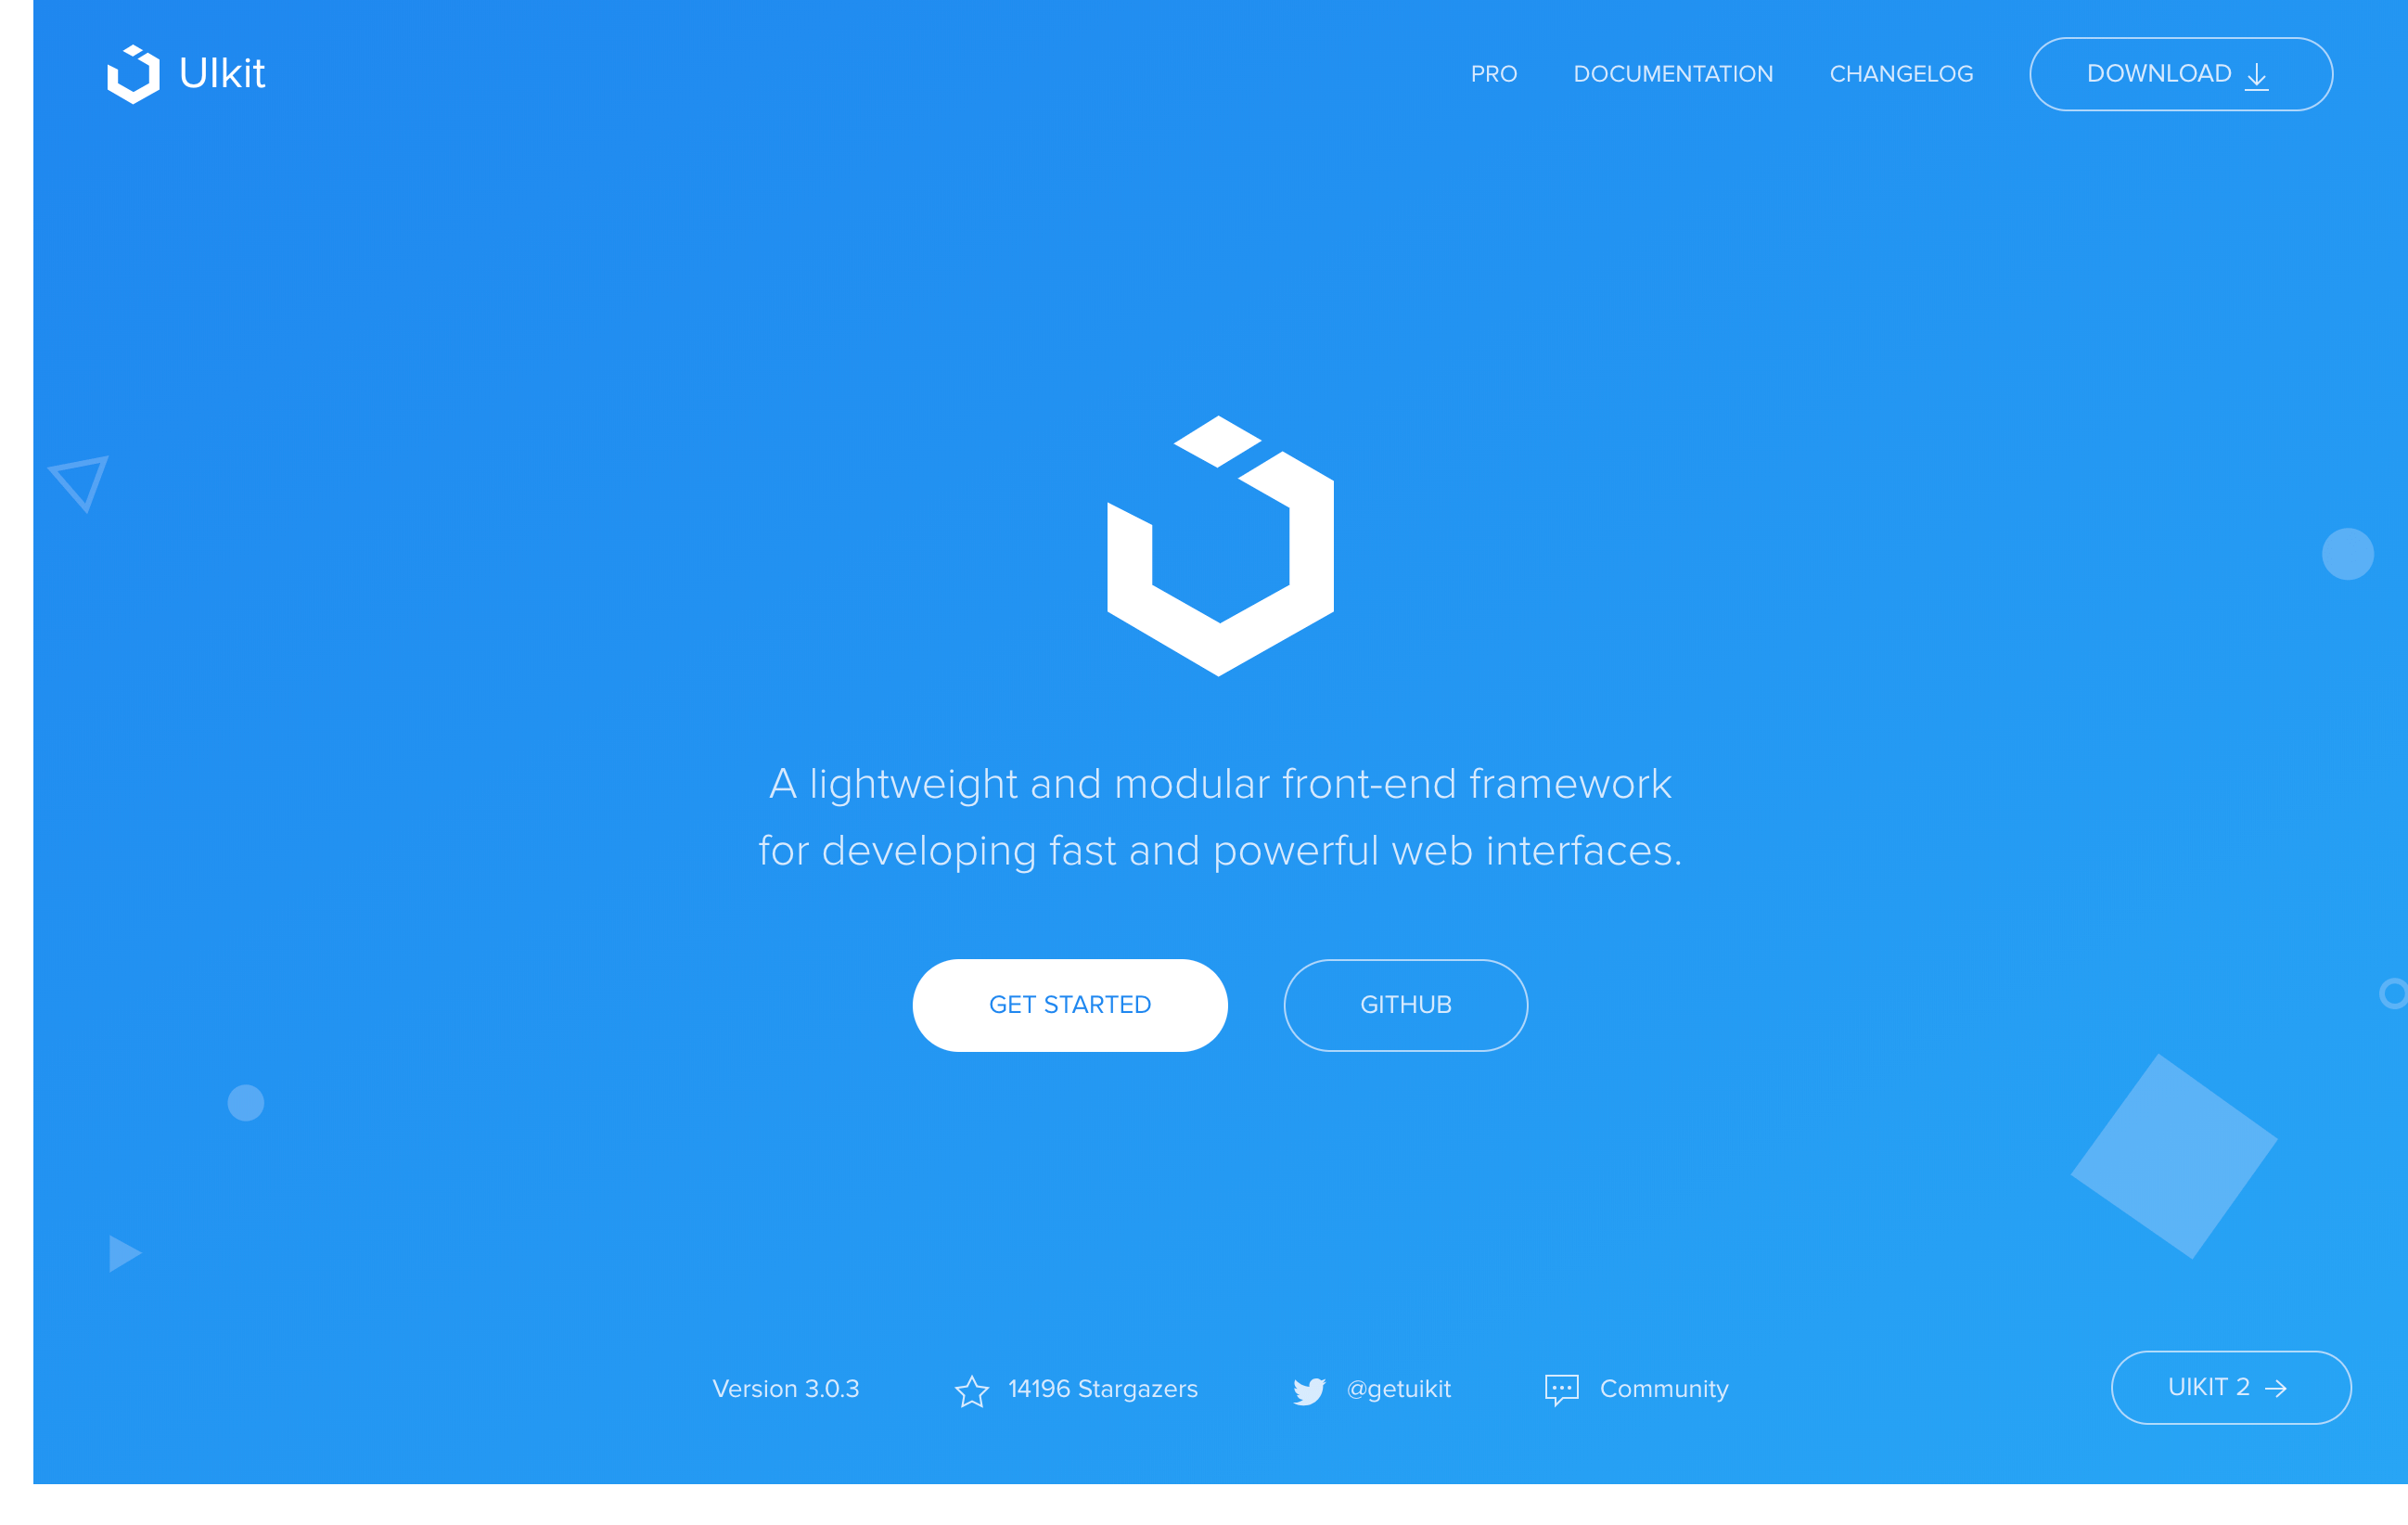 UIkit
PRO DOCUMENTATION CHANGELOG DOWNLOAD
A lightweight and modular front-end framework
for developing fast and powerful web interfaces.
GET STARTED GITHUB
Version 3.0.3 14196 Stargazers @getuikit Community
UIKIT 2